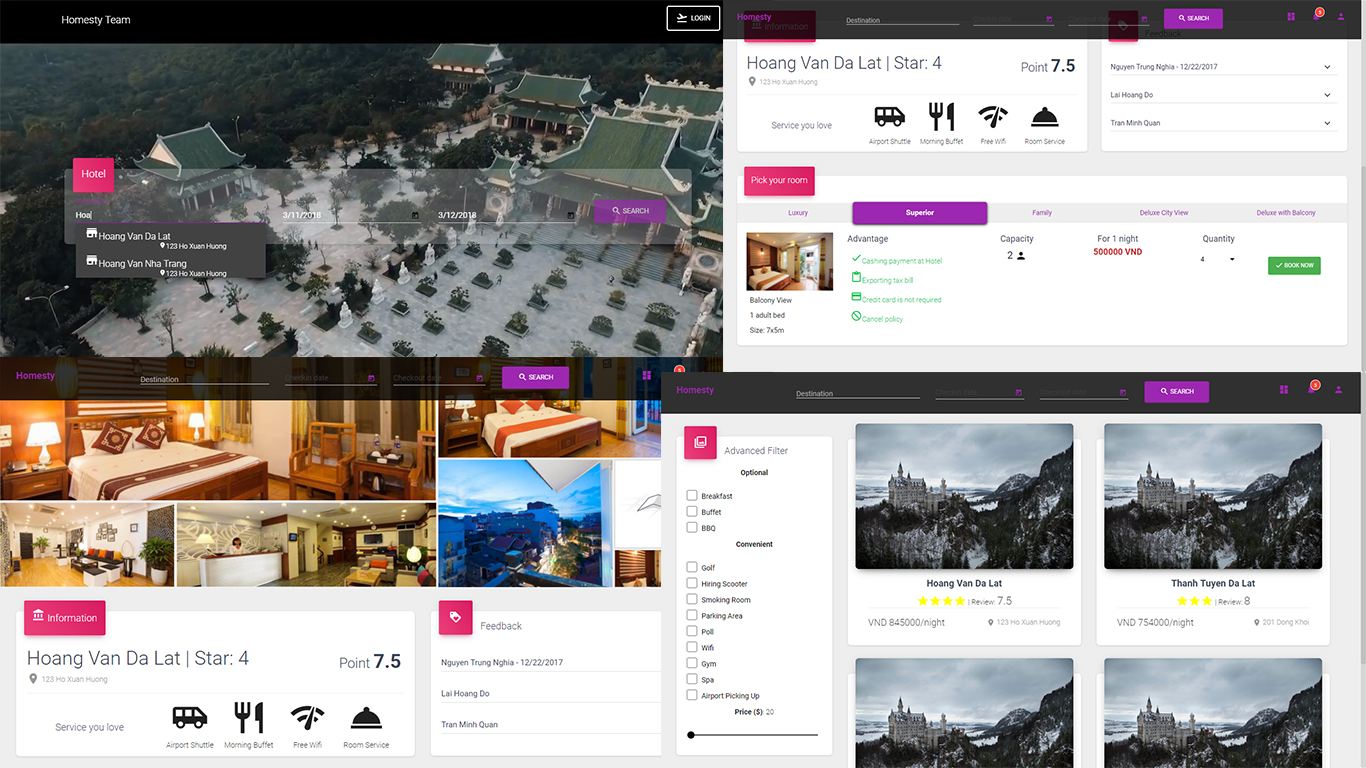 Homesty Team
LOGIN
Hotel
Hoa
3/11/2018
3/12/2018
SEARCH
Hoang Van Da Lat
123 Ho Xuan Huong
Hoang Van Nha Trang
123 Ho Xuan Huong
Homesty
Destination
Checkout date
SEARCH
3
Information
Feedback
Hoang Van Da Lat | Star: 4
Point 7.5
123 Ho Xuan Huong
Service you love
Airport Shuttle
Morning Buffet
Free Wifi
Room Service
Nguyen Trung Nghia - 12/22/2017
Lai Hoang Do
Tran Minh Quan
Pick your room
Luxury
Superior
Family
Deluxe City View
Deluxe with Balcony
Balcony View
1 adult bed
Size: 7x5m
Advantage
Cashing payment at Hotel
Exporting tax bill
Credit card is not required
Cancel policy
Capacity
2
For 1 night
500000 VND
Quantity
4
BOOK NOW
Homesty
Destination
Checkin date
Checkout date
SEARCH
5
Information
Hoang Van Da Lat | Star: 4
Point 7.5
123 Ho Xuan Huong
Service you love
Airport Shuttle
Morning Buffet
Free Wifi
Room Service
Feedback
Nguyen Trung Nghia - 12/22/2017
Lai Hoang Do
Tran Minh Quan
Homesty
Destination
SEARCH
5
Advanced Filter
Optional
Breakfast
Buffet
BBQ
Convenient
Golf
Hiring Scooter
Smoking Room
Parking Area
Poll
Wifi
Gym
Spa
Airport Picking Up
Price ($): 20
Hoang Van Da Lat
| Review: 7.5
VND 845000/night
123 Ho Xuan Huong
Thanh Tuyen Da Lat
| Review: 8
VND 754000/night
201 Dong Khoi